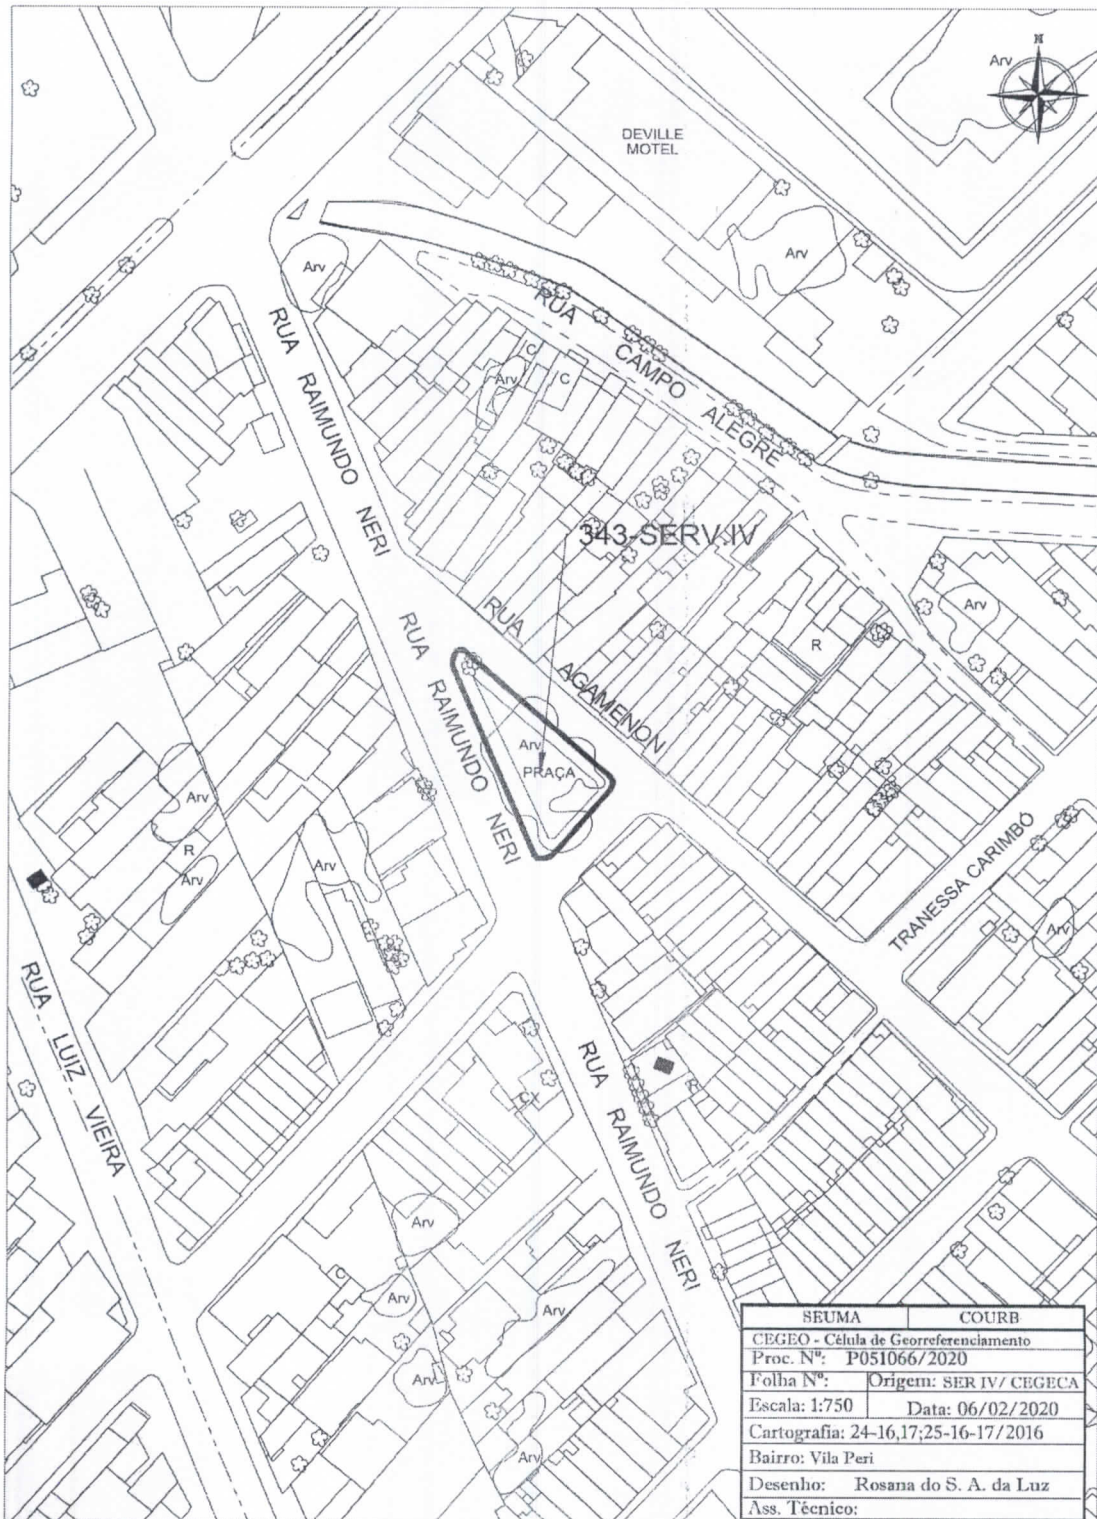 N
Arv
DEVILLE
MOTEL
Arv
Arv
RUA CAMPO ALEGRE
RUA RAIMUNDO NERI
C
Arv
C
343-SERV.IV
Arv
R
RUA AGAMENON
RUA RAIMUNDO NERI
Arv
PRAÇA
Arv
R
Arv
Arv
TRANESSA CARIMBÓ
Arv
RUA LUIZ VIEIRA
RUA RAIMUNDO NERI
R
CX
Arv
C
Arv
Arv
Arv
Arv
SEUMA COURB
CEGEO - Célula de Georreferenciamento
Proc. Nº: P051066/2020
Folha Nº: Origem: SER IV/ CEGECA
Escala: 1:750 Data: 06/02/2020
Cartografia: 24-16,17;25-16-17/2016
Bairro: Vila Peri
Desenho: Rosana do S. A. da Luz
Ass. Técnico: